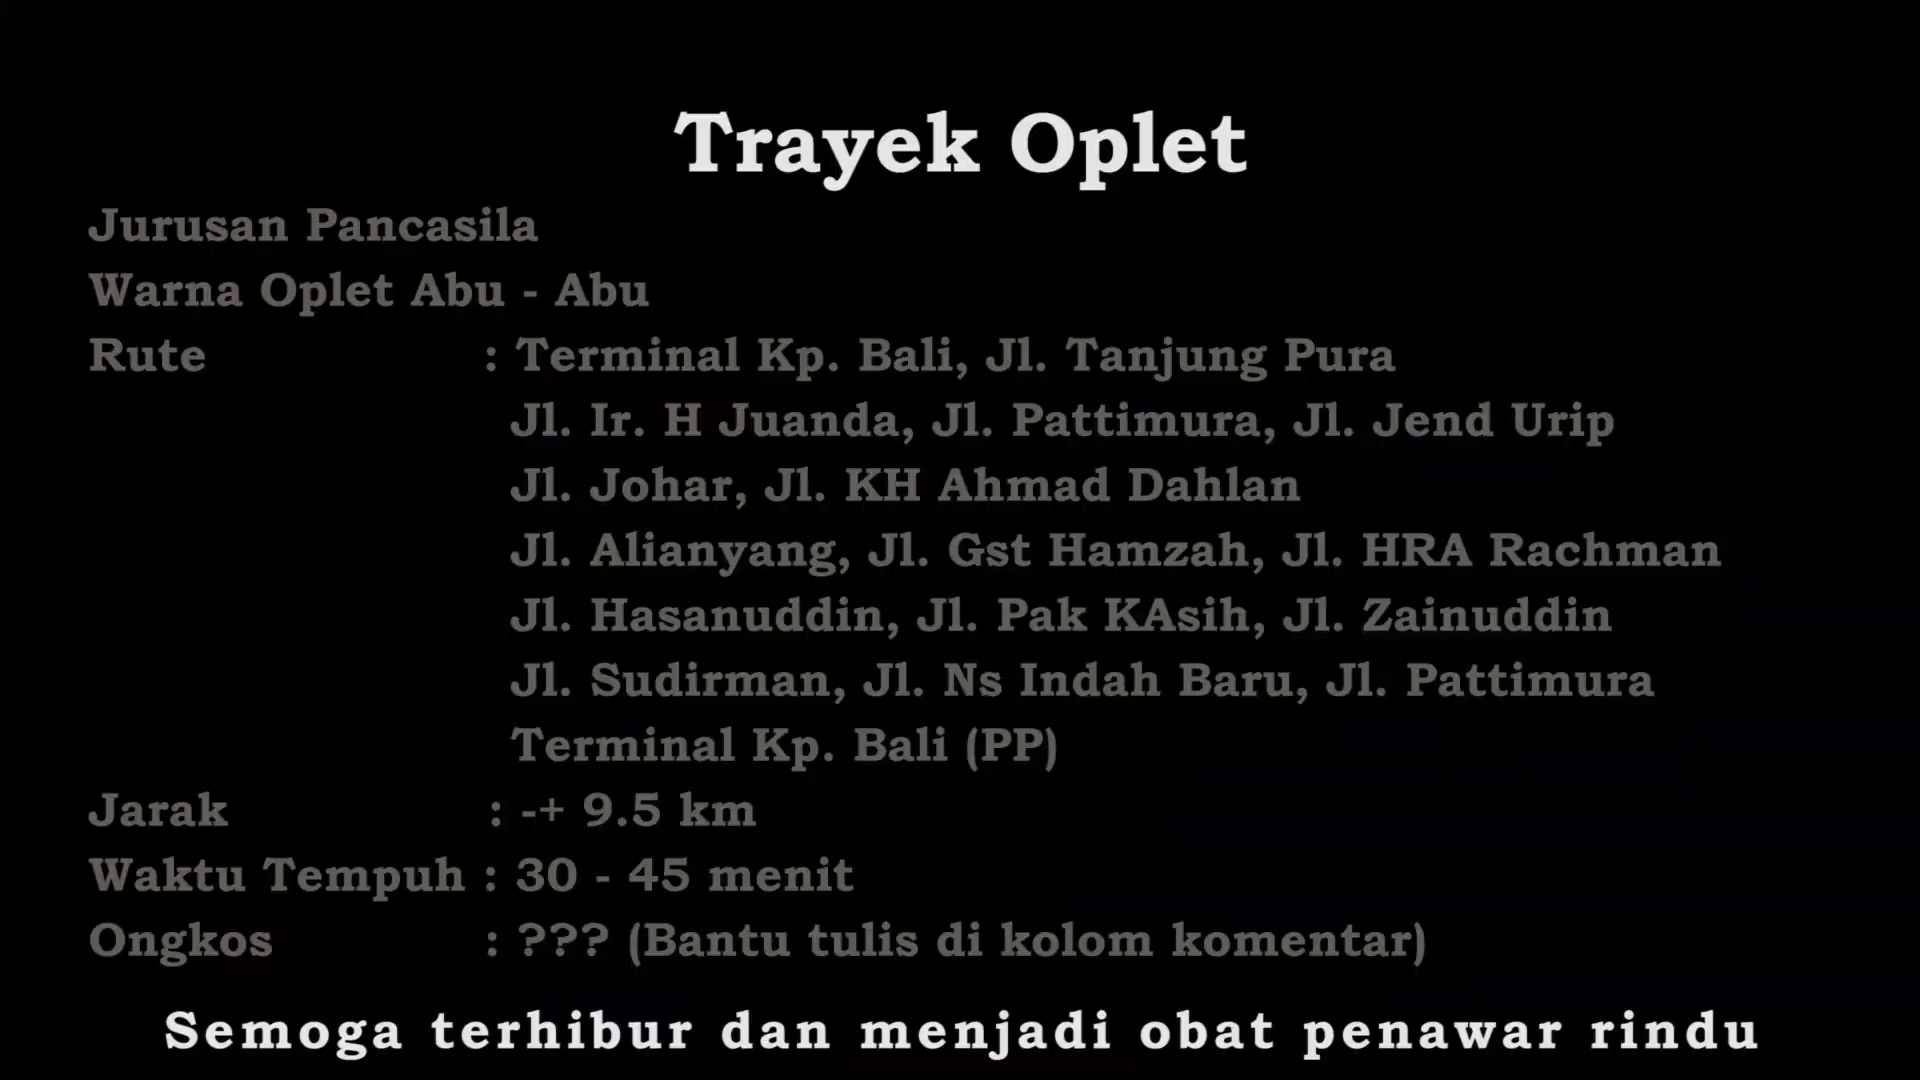 Trayek Oplet
Jurusan Pancasila
Warna Oplet Abu - Abu
Rute : Terminal Kp. Bali, Jl. Tanjung Pura
Jl. Ir. H Juanda, Jl. Pattimura, Jl. Jend Urip
Jl. Johar, Jl. KH Ahmad Dahlan
Jl. Alianyang, Jl. Gst Hamzah, Jl. HRA Rachman
Jl. Hasanuddin, Jl. Pak KAsih, Jl. Zainuddin
Jl. Sudirman, Jl. Ns Indah Baru, Jl. Pattimura
Terminal Kp. Bali (PP)
Jarak : -+ 9.5 km
Waktu Tempuh : 30 - 45 menit
Ongkos : ??? (Bantu tulis di kolom komentar)
Semoga terhibur dan menjadi obat penawar rindu